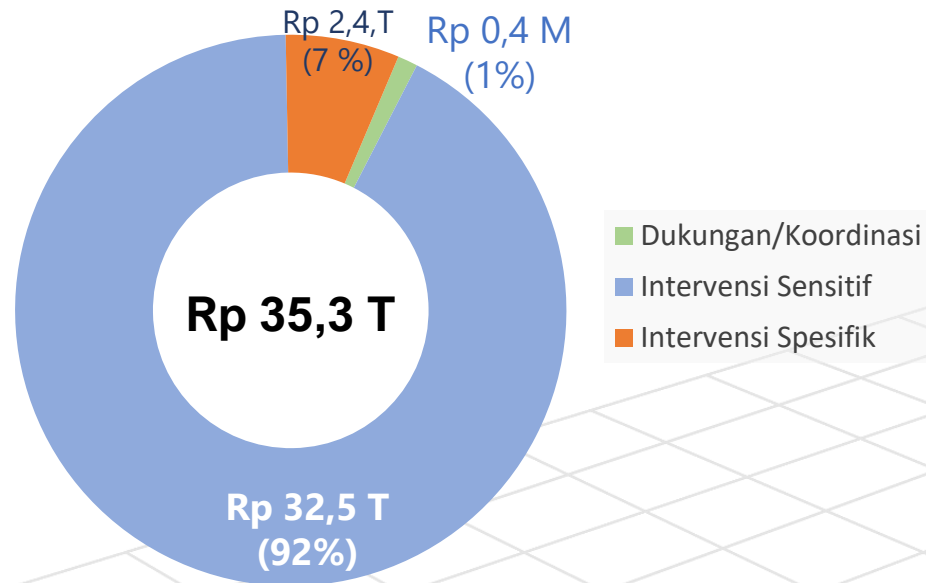 Rp 2,4,T
(7 %)
Rp 0,4 M
(1%)
Rp 35,3 T
Rp 32,5 T
(92%)
Dukungan/Koordinasi
Intervensi Sensitif
Intervensi Spesifik